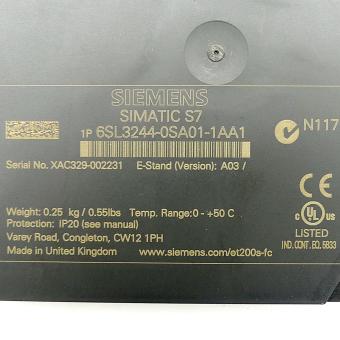 SIEMENS
SIMATIC S7
1P 6SL3244-0SA01-1AA1
N117
Serial No. XAC329-002231 E-Stand (Version): A03 /
Weight: 0.25 kg / 0.55lbs Temp. Range: 0 - +50 C
Protection: IP20 (see manual)
Varey Road, Congleton, CW12 1PH
Made in United Kingdom www.siemens.com/et200s-fc
C UL US
LISTED
IND. CONT. EQ. 5B33